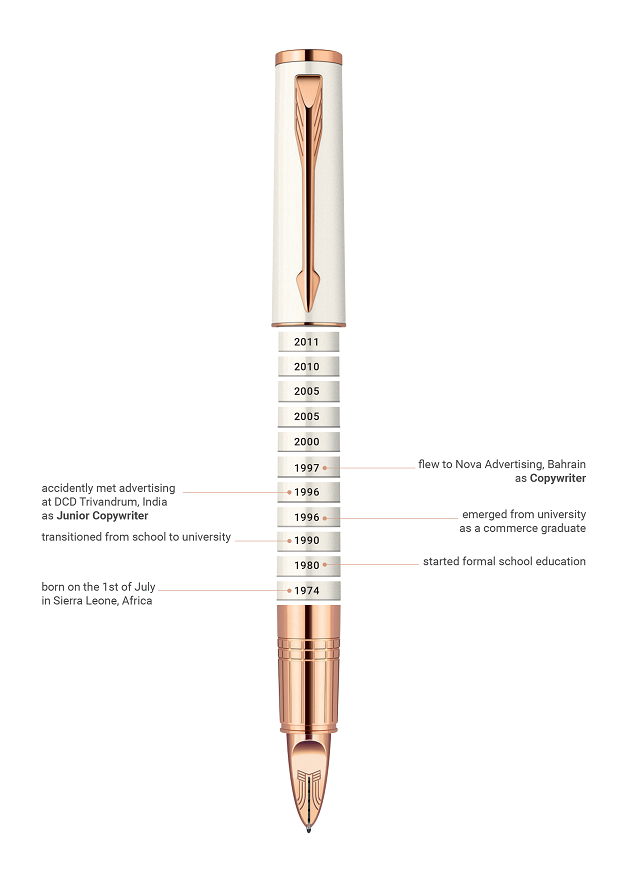 2011
2010
2005
2005
2000
1997
flew to Nova Advertising, Bahrain
as Copywriter
accidently met advertising
at DCD Trivandrum, India
as Junior Copywriter
1996
1996
emerged from university
as a commerce graduate
transitioned from school to university
1990
1980
started formal school education
born on the 1st of July
in Sierra Leone, Africa
1974